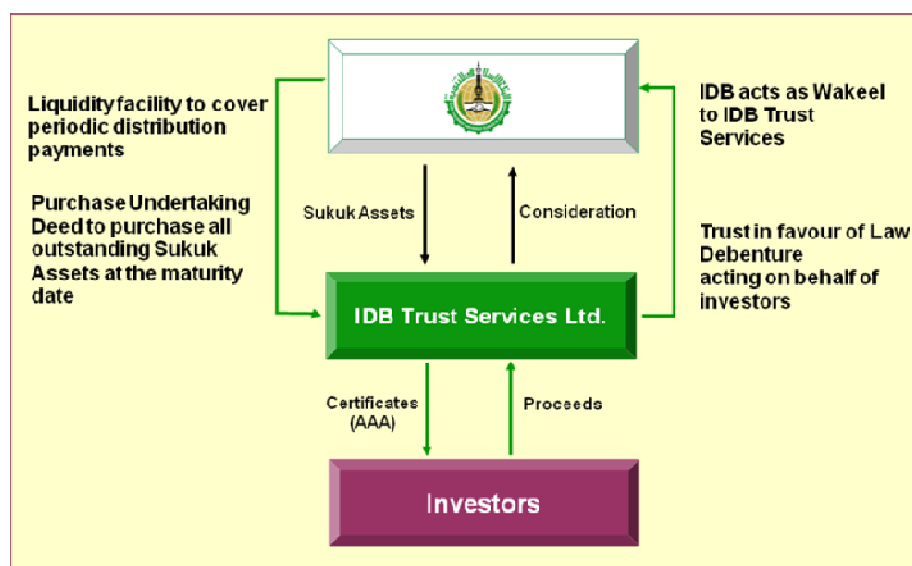 Liquidity facility to cover
periodic distribution
payments
Purchase Undertaking
Deed to purchase all
outstanding Sukuk
Assets at the maturity
date
IDB acts as Wakeel
to IDB Trust
Services
Trust in favour of Law
Debenture
acting on behalf of
investors
Sukuk Assets
Consideration
IDB Trust Services Ltd.
Certificates
(AAA)
Proceeds
Investors